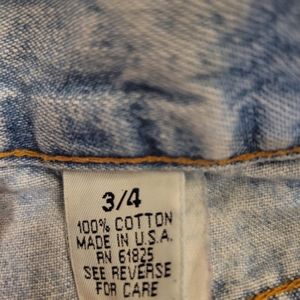 3/4
100% COTTON
MADE IN U.S.A.
RN 61825
SEE REVERSE
FOR CARE